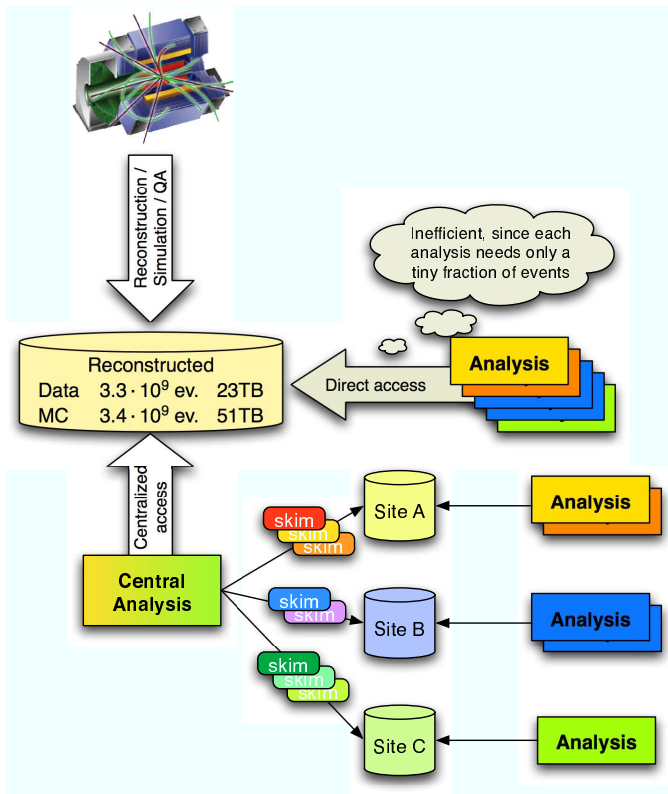 Reconstruction /
Simulation / QA
Inefficient, since each
analysis needs only a
tiny fraction of events
Reconstructed
Data 3.3 · 10⁹ ev. 23TB
MC 3.4 · 10⁹ ev. 51TB
Direct access
Analysis
Centralized
access
Central
Analysis
skim
skim
skim
Site A
Analysis
skim
skim
Site B
Analysis
skim
skim
skim
Site C
Analysis